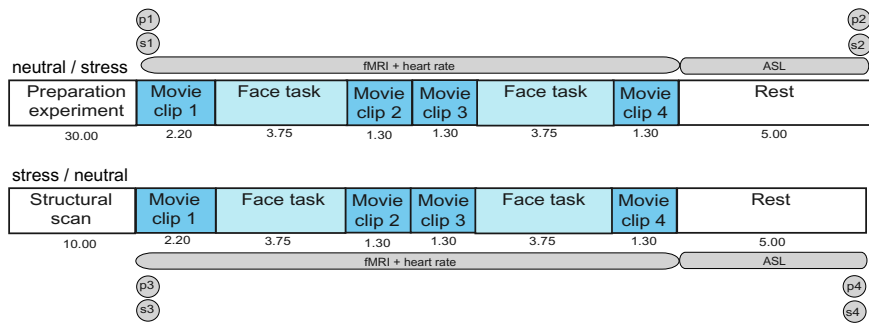 p1 p2
s1 s2
fMRI + heart rate ASL
neutral / stress
Preparation Movie Face task Movie Movie Face task Movie Rest
experiment clip 1 clip 2 clip 3 clip 4
30.00 2.20 3.75 1.30 1.30 3.75 1.30 5.00
stress / neutral
Structural Movie Face task Movie Movie Face task Movie Rest
scan clip 1 clip 2 clip 3 clip 4
10.00 2.20 3.75 1.30 1.30 3.75 1.30 5.00
fMRI + heart rate ASL
p3 p4
s3 s4